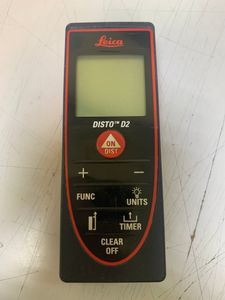 Leica
DISTO™ D2
ON
DIST
+ −
FUNC
UNITS
TIMER
CLEAR
OFF